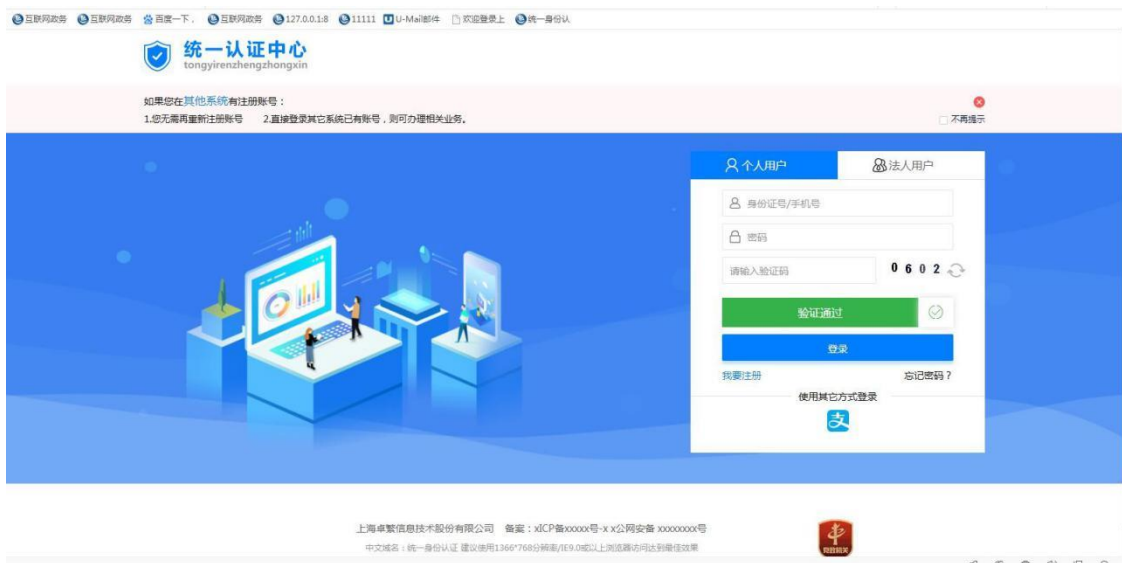 互联网政务 互联网政务 百度一下, 互联网政务 127.0.0.1:8 11111 U-Mail邮件 欢迎登录上 统一身份认
统一认证中心
tongyirenzhengzhongxin
如果您在其他系统有注册账号：
1.您无需再重新注册账号 2.直接登录其它系统已有账号，则可办理相关业务。 不再提示
个人用户 法人用户
身份证号/手机号
密码
请输入验证码 0 6 0 2
验证通过
登录
我要注册 忘记密码？
使用其它方式登录
支
上海卓繁信息技术股份有限公司 备案：xICP备xxxxx号-x x公网安备 xxxxxxxx号
中文域名：统一身份认证 建议使用1366*768分辨率/IE9.0或以上浏览器访问达到最佳效果
党政机关